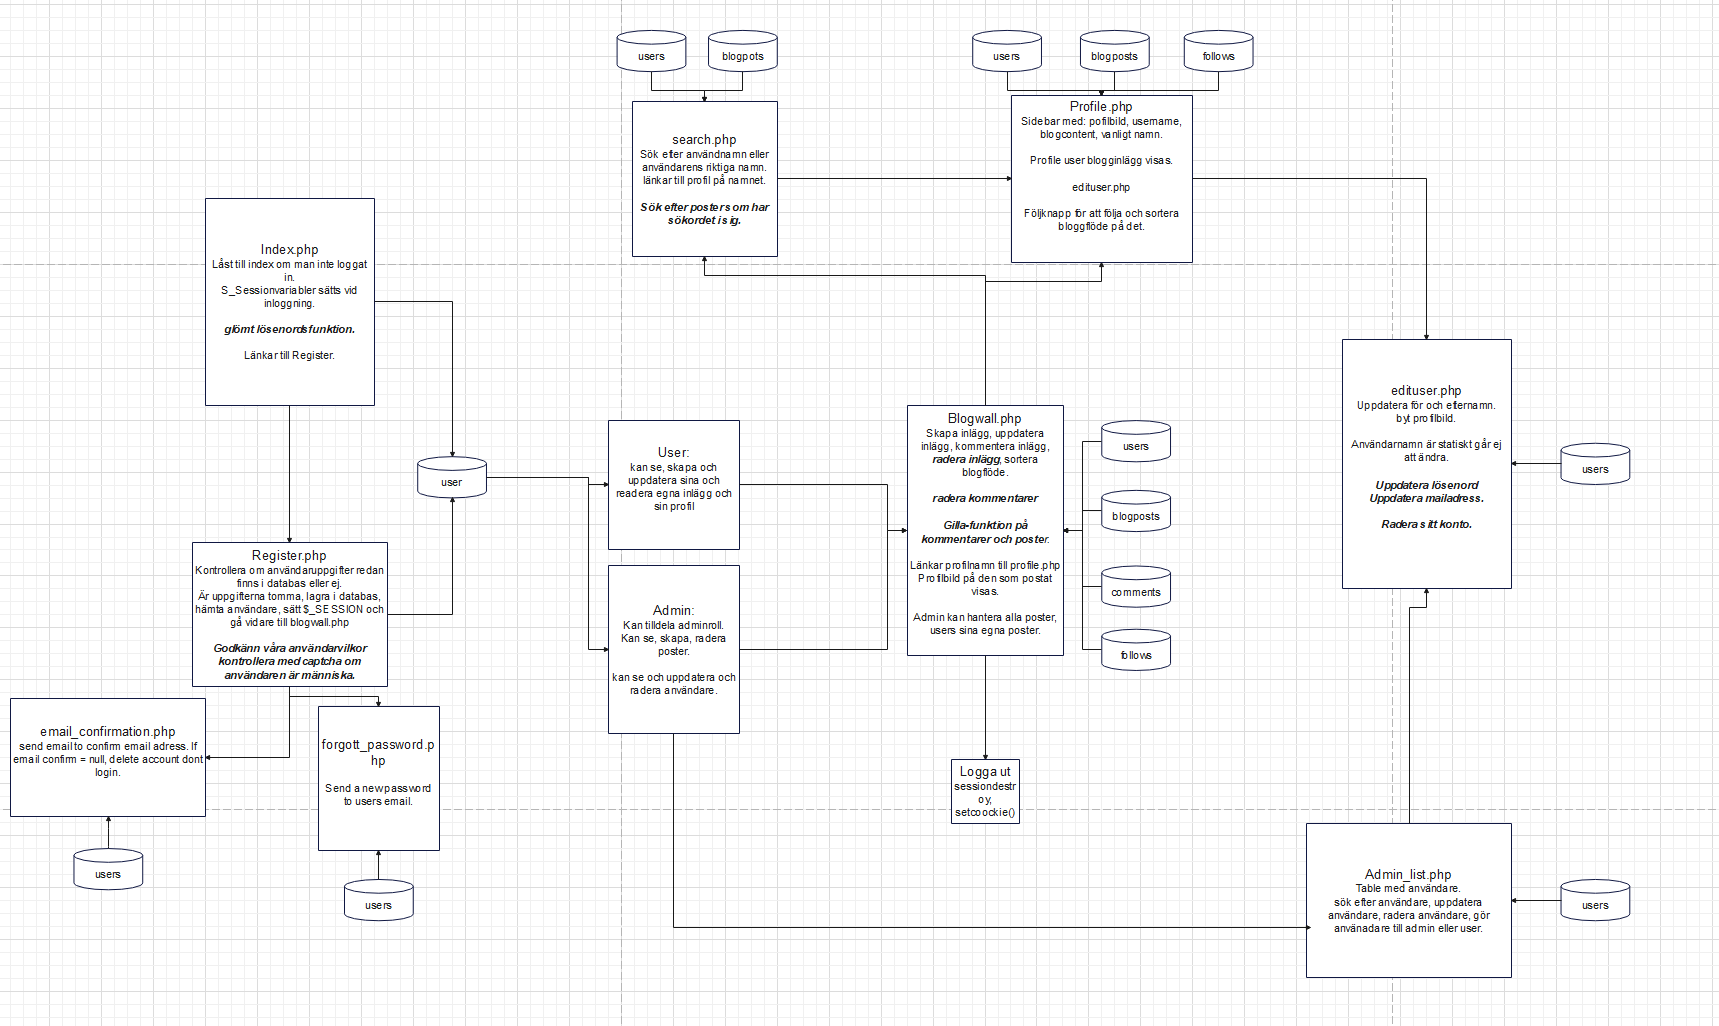 users
blogpots
users
blogposts
follows
search.php
Sök efter användnamn eller
användarens riktiga namn.
länkar till profil på namnet.
Sök efter poster som har
sökordet i sig.
Profile.php
Sidebar med: pofilbild, username,
blogcontent, vanligt namn.
Profile user blogginlägg visas.
edituser.php
Följknapp för att följa och sortera
bloggflöde på det.
Index.php
Låst till index om man inte loggat
in.
S_Sessionvariabler sätts vid
inloggning.
glömt lösenordsfunktion.
Länkar till Register.
user
User:
kan se, skapa och
uppdatera sina och
readera egna inlägg och
sin profil
Admin:
Kan tilldela adminroll.
Kan se, skapa, radera
poster.
kan se och uppdatera och
radera användare.
Blogwall.php
Skapa inlägg, uppdatera
inlägg, kommentera inlägg,
radera inlägg, sortera
blogflöde.
radera kommentarer
Gilla-funktion på
kommentarer och poster.
Länkar profilnamn till profile.php
Profilbild på den som postat
visas.
Admin kan hantera alla poster,
users sina egna poster.
users
blogposts
comments
follows
edituser.php
Uppdatera för och efternamn.
byt profilbild.
Användarnamn är statiskt går ej
att ändra.
Uppdatera lösenord
Uppdatera mailadress.
Radera sitt konto.
users
Register.php
Kontrollera om användaruppgifter redan
finns i databas eller ej.
Är uppgifterna tomma, lagra i databas,
hämta användare, sätt $_SESSION och
gå vidare till blogwall.php
Godkänn våra användarvilkor
kontrollera med captcha om
användaren är människa.
email_confirmation.php
send email to confirm email adress. If
email confirm = null, delete account dont
login.
users
forgott_password.p
hp
Send a new password
to users email.
users
Logga ut
sessiondestr
oy,
setcoockie()
Admin_list.php
Table med användare.
sök efter användare, uppdatera
användare, radera användare, gör
använadare till admin eller user.
users